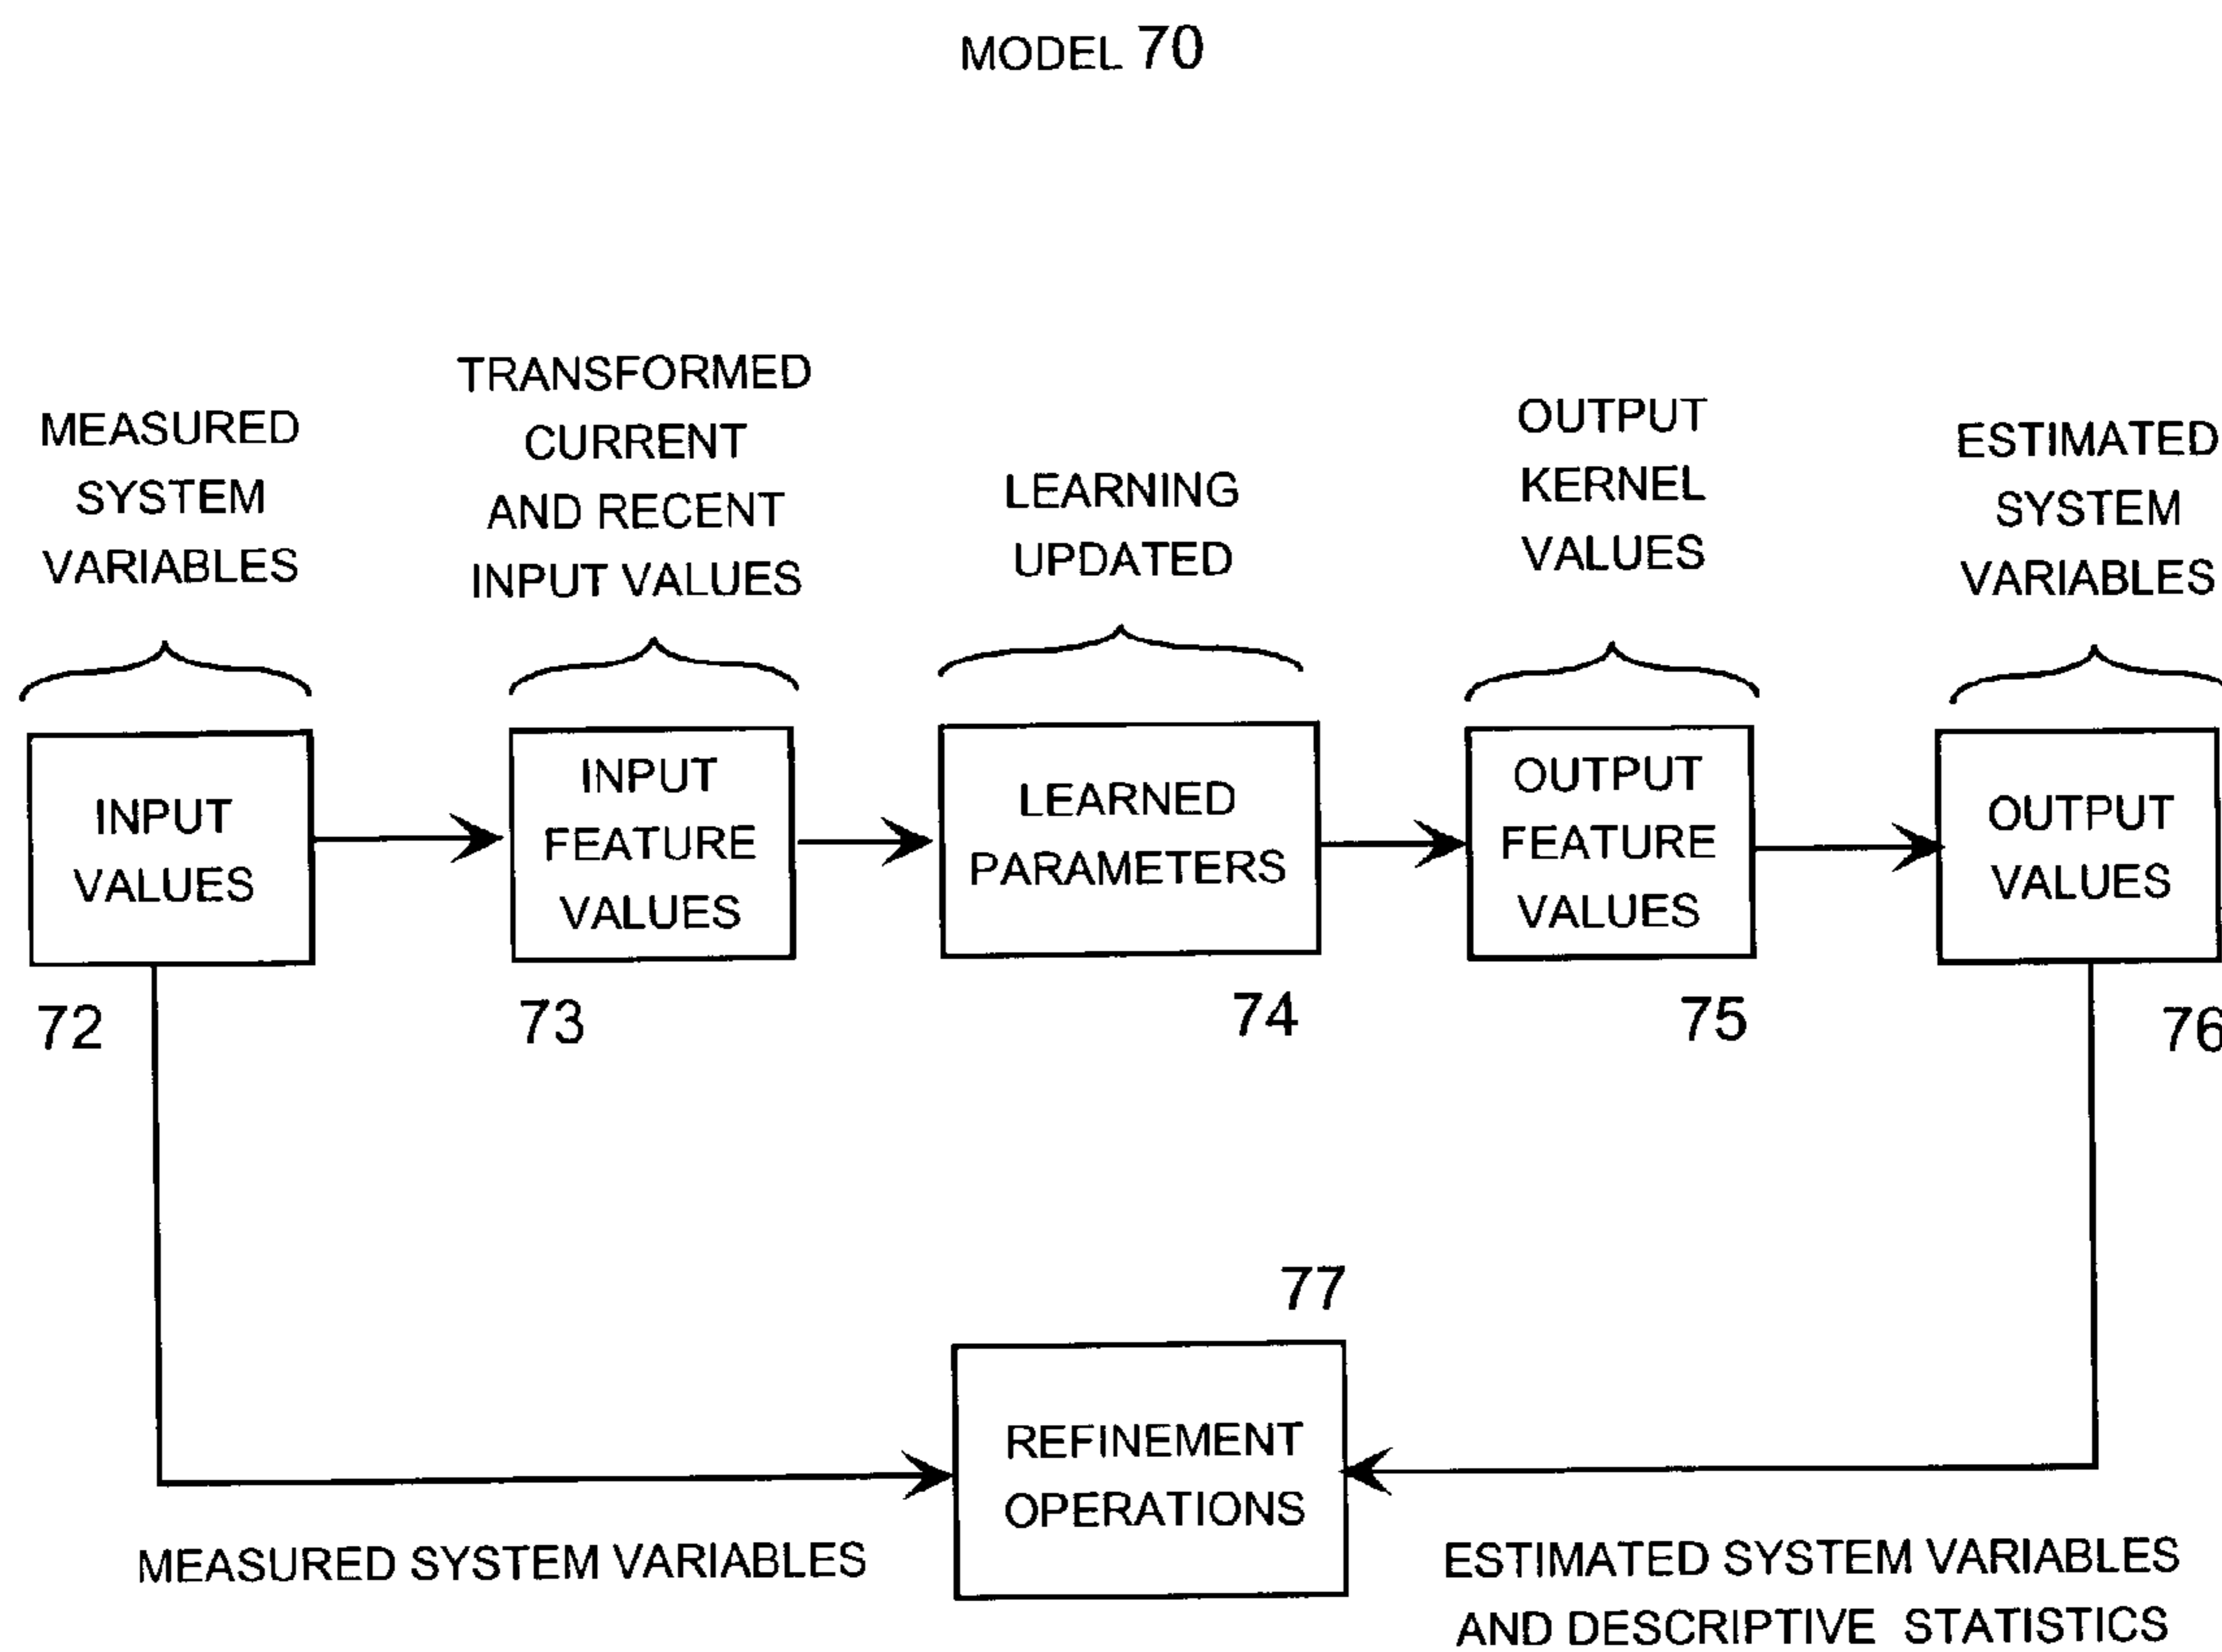 MODEL 70
MEASURED
SYSTEM
VARIABLES
TRANSFORMED
CURRENT
AND RECENT
INPUT VALUES
LEARNING
UPDATED
OUTPUT
KERNEL
VALUES
ESTIMATED
SYSTEM
VARIABLES
INPUT
VALUES
INPUT
FEATURE
VALUES
LEARNED
PARAMETERS
OUTPUT
FEATURE
VALUES
OUTPUT
VALUES
72
73
74
75
76
77
REFINEMENT
OPERATIONS
MEASURED SYSTEM VARIABLES
ESTIMATED SYSTEM VARIABLES
AND DESCRIPTIVE STATISTICS